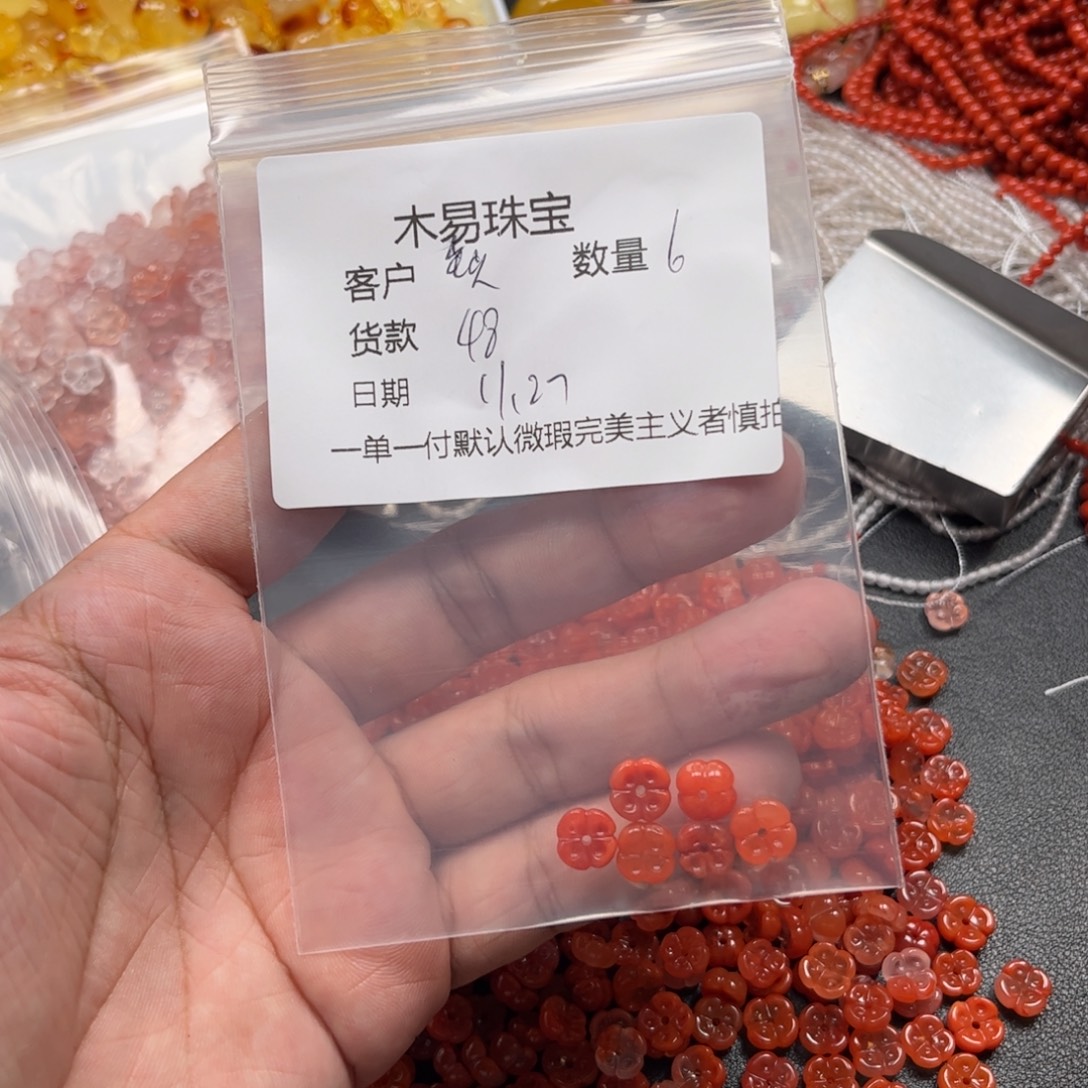 木易珠宝
客户 数量 6
货款 48
日期 11.27
一单一付默认微瑕完美主义者慎拍